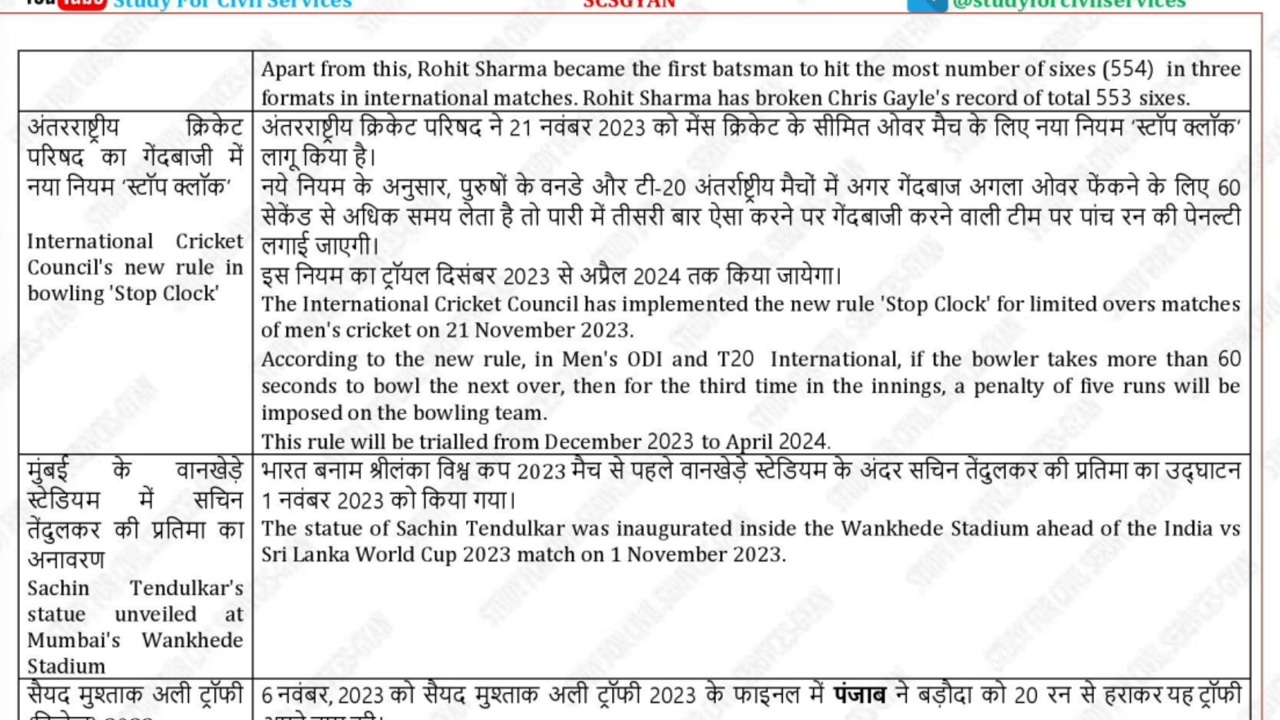 YouTube Study For Civil Services SCSGYAN @studyforcivilservices
Apart from this, Rohit Sharma became the first batsman to hit the most number of sixes (554) in three
formats in international matches. Rohit Sharma has broken Chris Gayle's record of total 553 sixes.
अंतरराष्ट्रीय क्रिकेट
परिषद का गेंदबाजी में
नया नियम ‘स्टॉप क्लॉक’
International Cricket
Council's new rule in
bowling 'Stop Clock'
अंतरराष्ट्रीय क्रिकेट परिषद ने 21 नवंबर 2023 को मेंस क्रिकेट के सीमित ओवर मैच के लिए नया नियम ‘स्टॉप क्लॉक’
लागू किया है।
नये नियम के अनुसार, पुरुषों के वनडे और टी-20 अंतर्राष्ट्रीय मैचों में अगर गेंदबाज अगला ओवर फेंकने के लिए 60
सेकेंड से अधिक समय लेता है तो पारी में तीसरी बार ऐसा करने पर गेंदबाजी करने वाली टीम पर पांच रन की पेनल्टी
लगाई जाएगी।
इस नियम का ट्रॉयल दिसंबर 2023 से अप्रैल 2024 तक किया जायेगा।
The International Cricket Council has implemented the new rule 'Stop Clock' for limited overs matches
of men's cricket on 21 November 2023.
According to the new rule, in Men's ODI and T20 International, if the bowler takes more than 60
seconds to bowl the next over, then for the third time in the innings, a penalty of five runs will be
imposed on the bowling team.
This rule will be trialled from December 2023 to April 2024.
मुंबई के वानखेड़े
स्टेडियम में सचिन
तेंदुलकर की प्रतिमा का
अनावरण
Sachin Tendulkar's
statue unveiled at
Mumbai's Wankhede
Stadium
भारत बनाम श्रीलंका विश्व कप 2023 मैच से पहले वानखेड़े स्टेडियम के अंदर सचिन तेंदुलकर की प्रतिमा का उद्घाटन
1 नवंबर 2023 को किया गया।
The statue of Sachin Tendulkar was inaugurated inside the Wankhede Stadium ahead of the India vs
Sri Lanka World Cup 2023 match on 1 November 2023.
सैयद मुश्ताक अली ट्रॉफी
6 नवंबर, 2023 को सैयद मुश्ताक अली ट्रॉफी 2023 के फाइनल में पंजाब ने बड़ौदा को 20 रन से हराकर यह ट्रॉफी